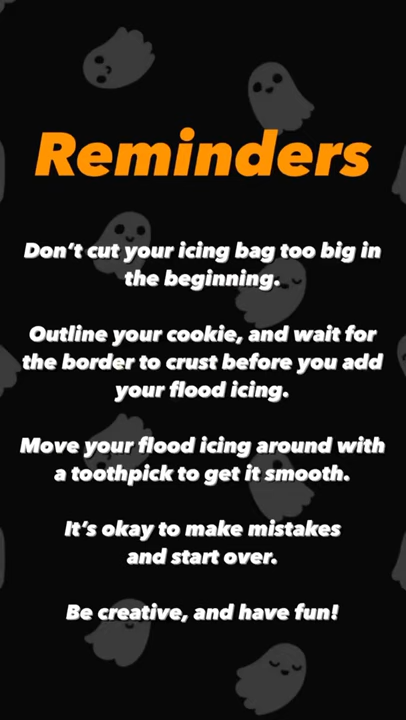 Reminders
Don't cut your icing bag too big in
the beginning.
Outline your cookie, and wait for
the border to crust before you add
your flood icing.
Move your flood icing around with
a toothpick to get it smooth.
It's okay to make mistakes
and start over.
Be creative, and have fun!